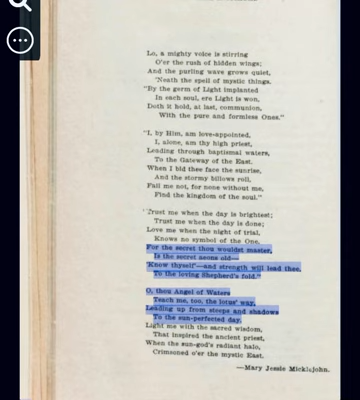 Lo, a mighty voice is stirring
O'er the rush of hidden wings;
And the purling wave grows quiet,
'Neath the spell of mystic things.
"By the germ of Light implanted
In each soul, ere Light is won,
Doth it hold, at last, communion,
With the pure and formless Ones."
"I, by Him, am love-appointed,
I, alone, am thy high priest,
Leading through baptismal waters,
To the Gateway of the East.
When I bid thee face the sunrise,
And the stormy billows roll,
Fail me not, for none without me,
Find the kingdom of the soul."
"Trust me when the day is brightest;
Trust me when the day is done;
Love me when the night of trial,
Knows no symbol of the One.
For the secret thou wouldst master,
Is the secret aeons old—
'Know thyself'—and strength will lead thee,
To the loving Shepherd's fold."
O, thou Angel of Waters
Teach me, too, the lotus' way,
Leading up from steeps and shadows
To the sun-perfected day.
Light me with the sacred wisdom,
That inspired the ancient priest,
When the sun-god's radiant halo,
Crimsoned o'er the mystic East.
—Mary Jessie Micklejohn.